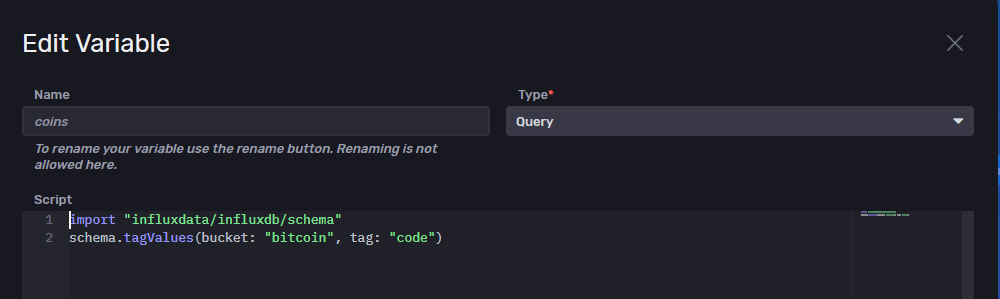 Edit Variable
Name
Type*
coins
Query
To rename your variable use the rename button. Renaming is not
allowed here.
Script
1 import "influxdata/influxdb/schema"
2 schema.tagValues(bucket: "bitcoin", tag: "code")